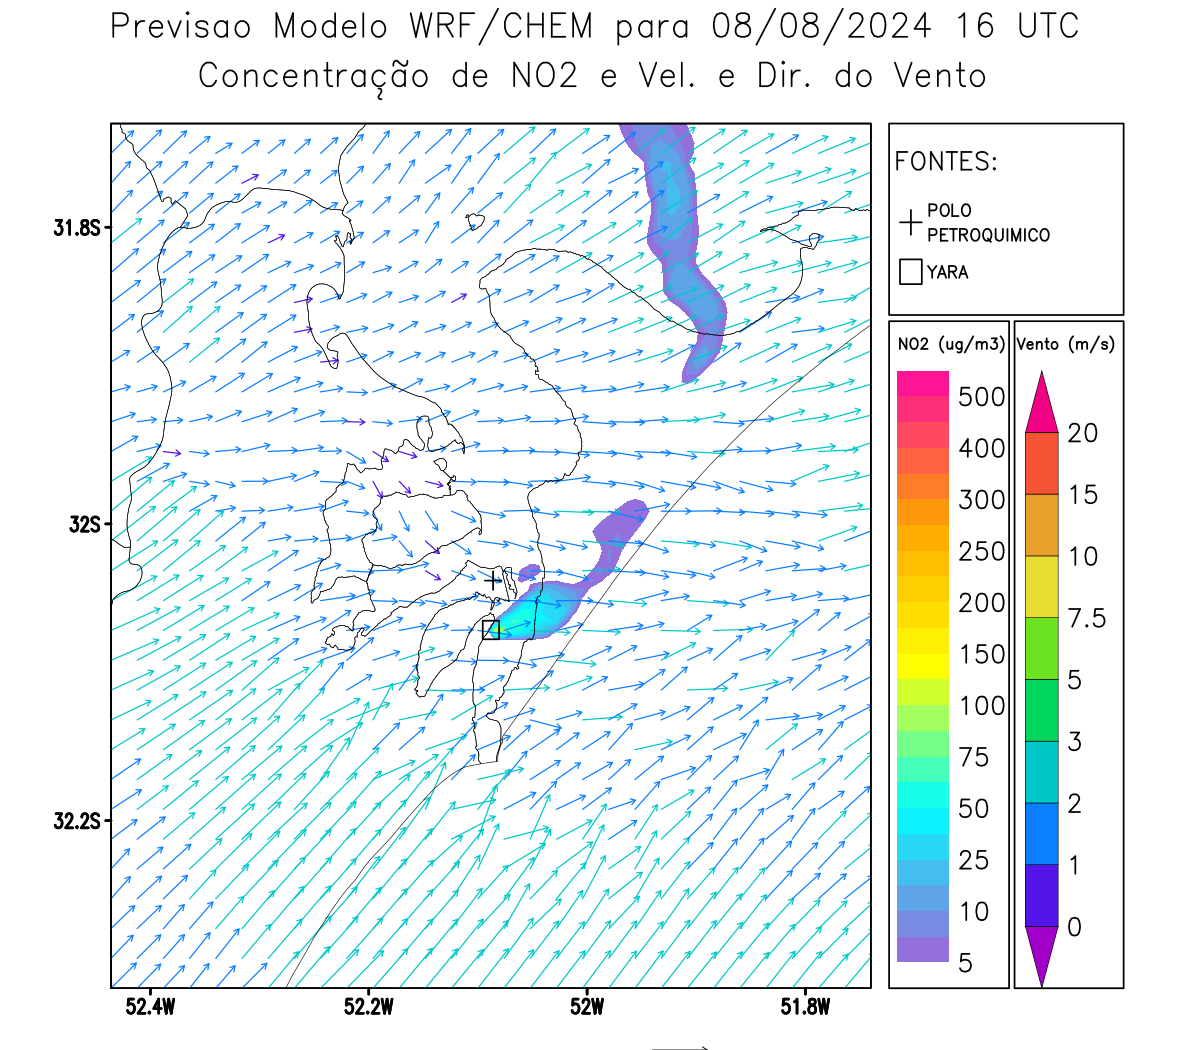 Previsao Modelo WRF/CHEM para 08/08/2024 16 UTC
Concentração de NO2 e Vel. e Dir. do Vento
FONTES:
POLO
PETROQUIMICO
YARA
NO2 (ug/m3)
500
400
300
250
200
150
100
75
50
25
10
5
Vento (m/s)
20
15
10
7.5
5
3
2
1
0
31.8S
32S
32.2S
52.4W
52.2W
52W
51.8W